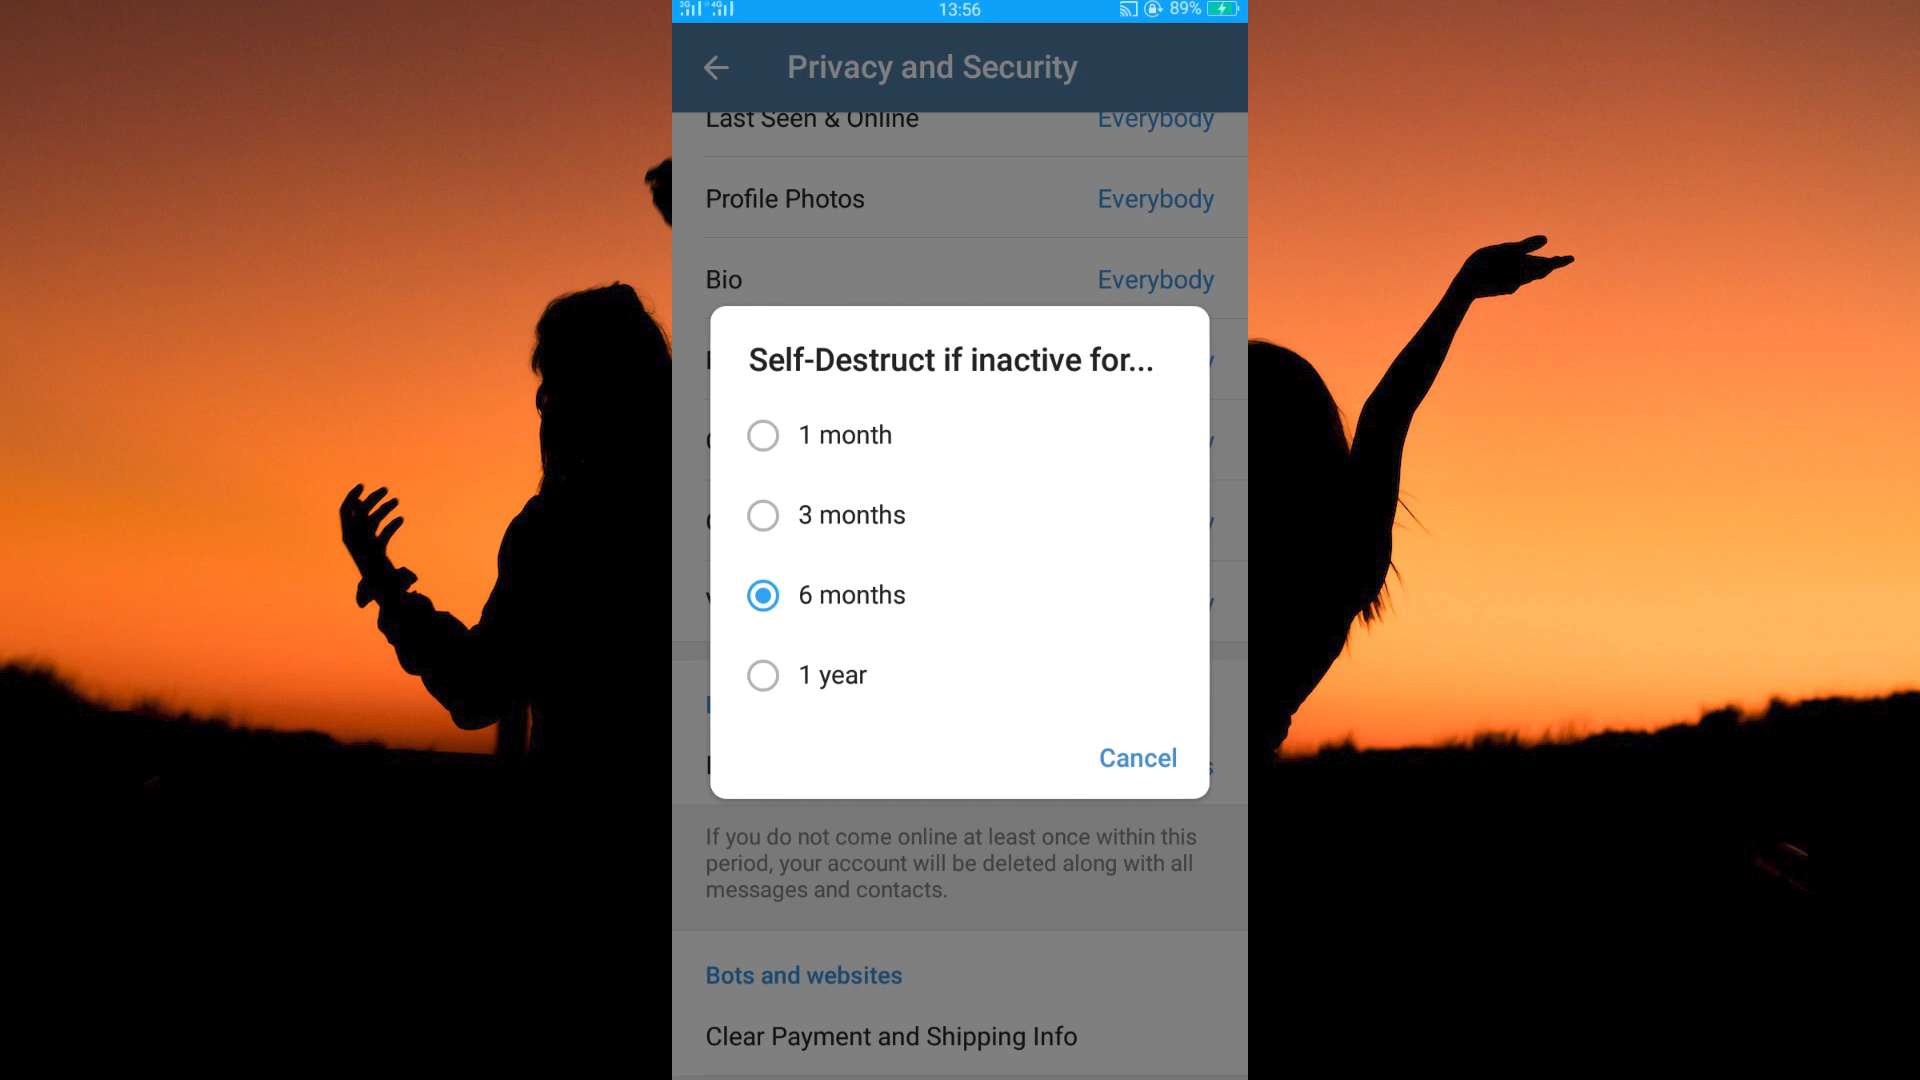 3G 4G 13:56 89%
Privacy and Security
Last Seen & Online Everybody
Profile Photos Everybody
Bio Everybody
Self-Destruct if inactive for...
1 month
3 months
6 months
1 year
Cancel
If you do not come online at least once within this
period, your account will be deleted along with all
messages and contacts.
Bots and websites
Clear Payment and Shipping Info